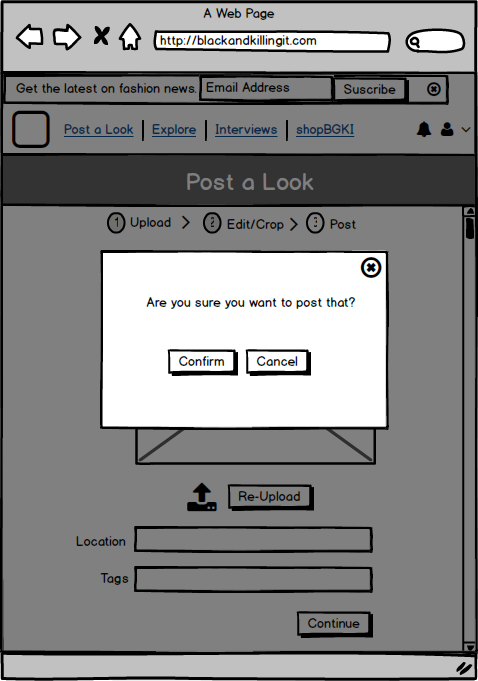 A Web Page
http://blackandkillingit.com
Get the latest on fashion news.
Email Address
Suscribe
Post a Look
Explore
Interviews
shopBGKI
Post a Look
1 Upload > 2 Edit/Crop > 3 Post
Are you sure you want to post that?
Confirm
Cancel
Re-Upload
Location
Tags
Continue